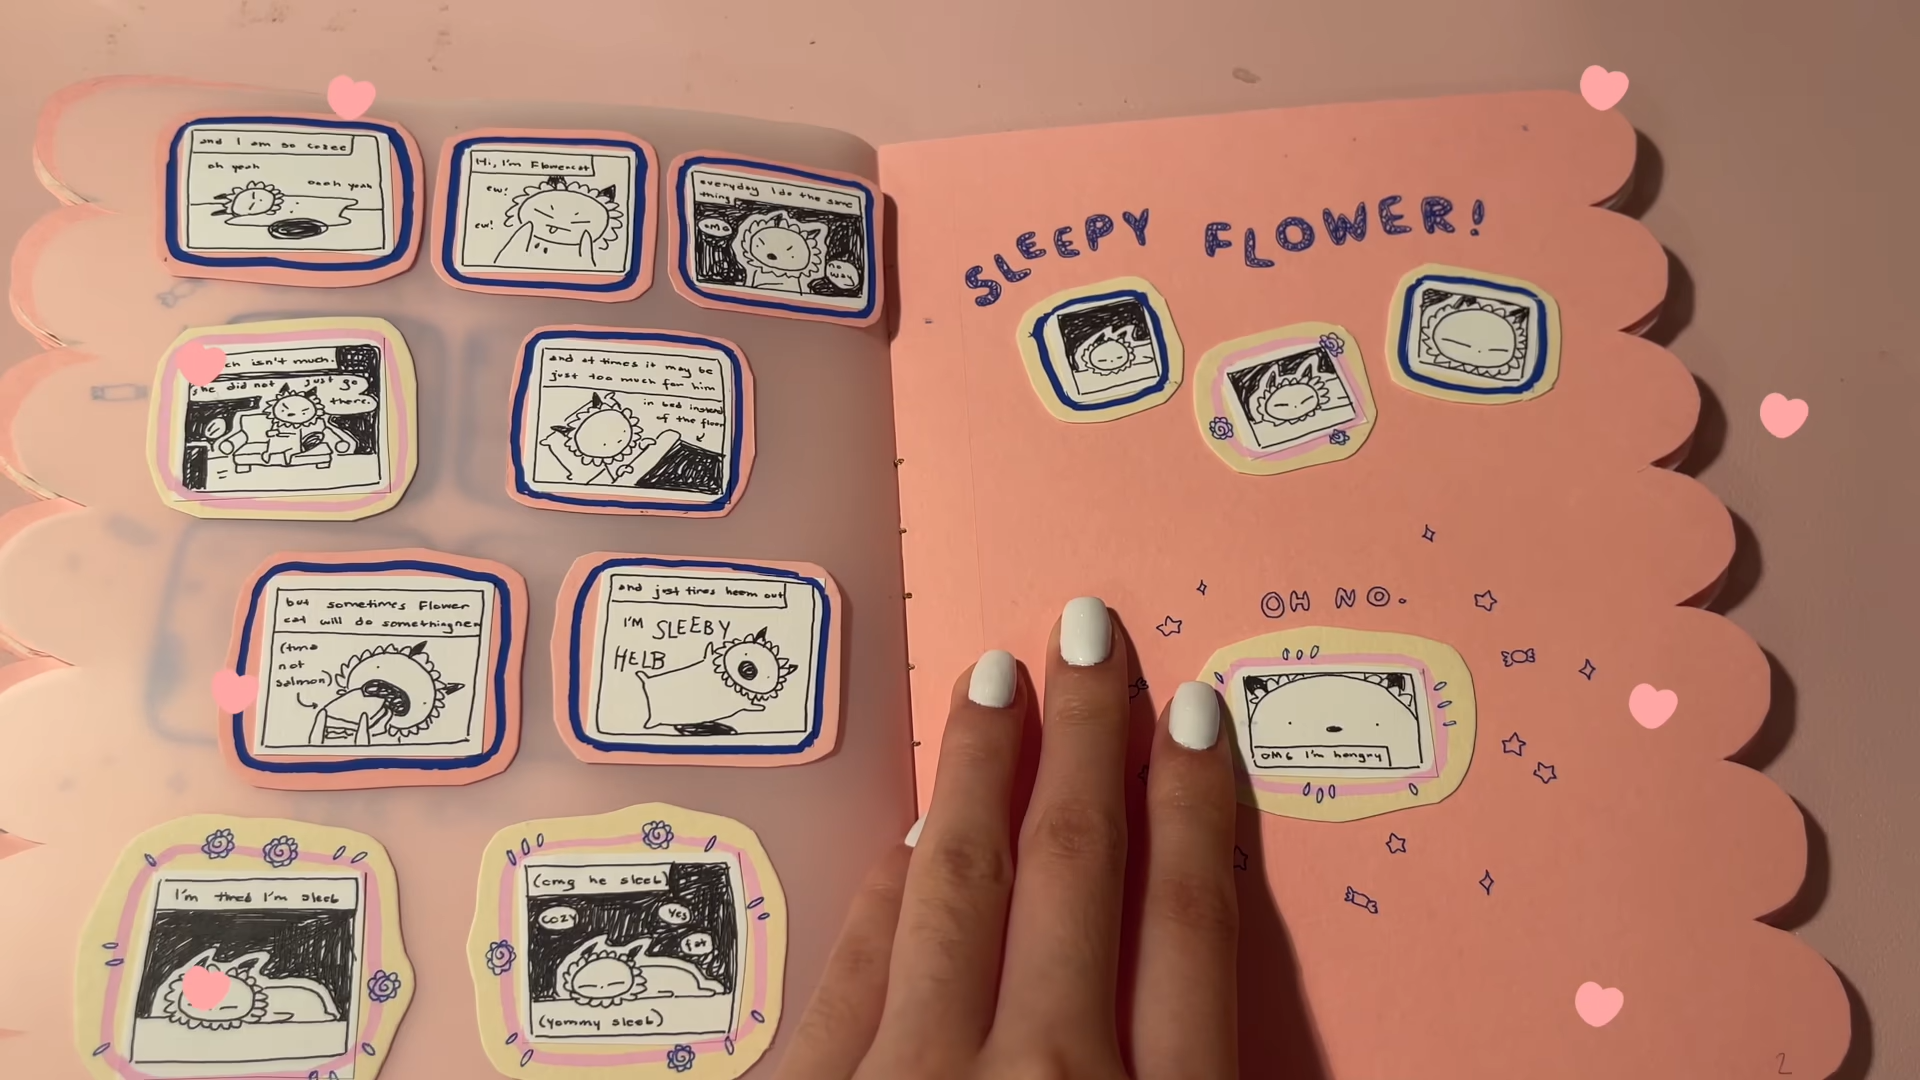 and I am so cozee
oh yeah
oooh yeah
Hi, I'm Flowercat
ew!
ew!
everyday I do the same
thing
OMG
no
way
ch isn't much.
she did not just go
there.
and at times it may be
just too much for him
in bed instead
of the floor
but sometimes Flower
cat will do something new
(tuna
not
salmon)
and just tires heem out
I'M SLEEBY
HELB
I'm tired I'm sleeb
(omg he sleeb)
cozy
yes
for
(yommy sleeb)
SLEEPY FLOWER!
OH NO.
OMG I'm hongry
2